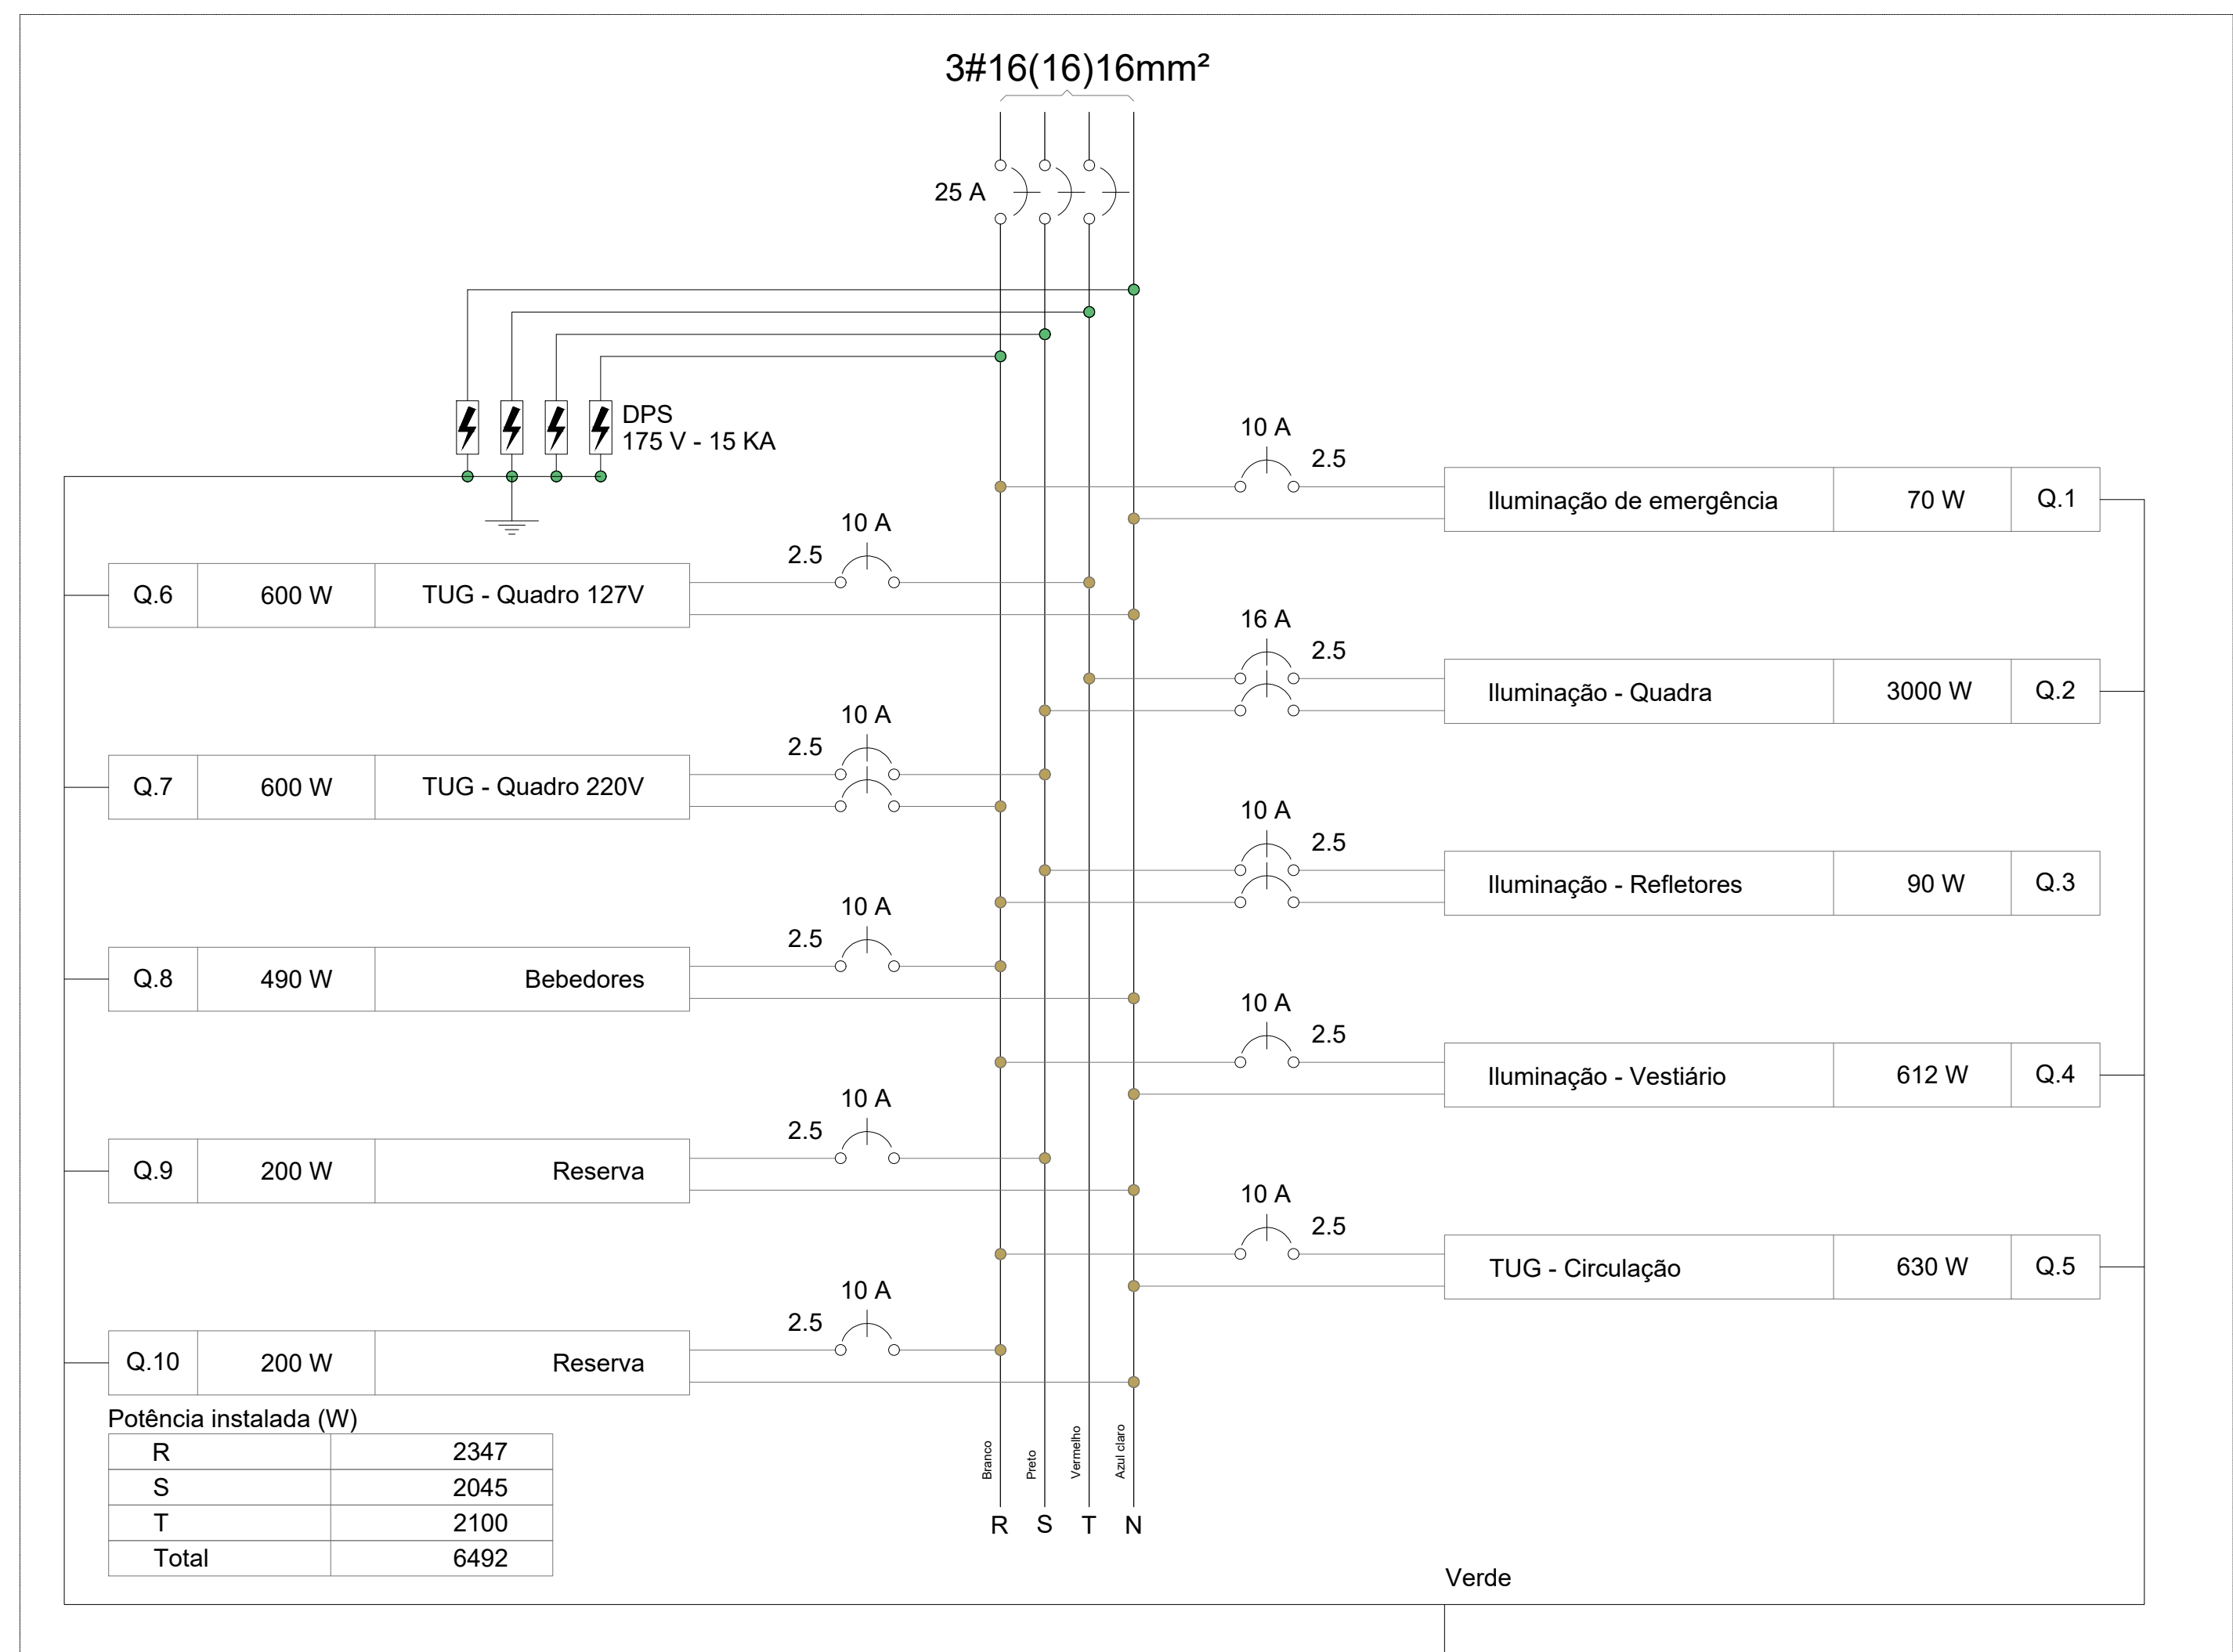 3#16(16)16mm²
25 A
DPS
175 V - 15 KA
10 A
2.5
Iluminação de emergência 70 W Q.1
10 A
2.5
Q.6 600 W TUG - Quadro 127V
16 A
2.5
Iluminação - Quadra 3000 W Q.2
10 A
2.5
Q.7 600 W TUG - Quadro 220V
10 A
2.5
Iluminação - Refletores 90 W Q.3
10 A
2.5
Q.8 490 W Bebedores
10 A
2.5
Iluminação - Vestiário 612 W Q.4
10 A
2.5
Q.9 200 W Reserva
10 A
2.5
TUG - Circulação 630 W Q.5
10 A
2.5
Q.10 200 W Reserva
Potência instalada (W)
R 2347
S 2045
T 2100
Total 6492
Branco
Preto
Vermelho
Azul claro
R S T N
Verde